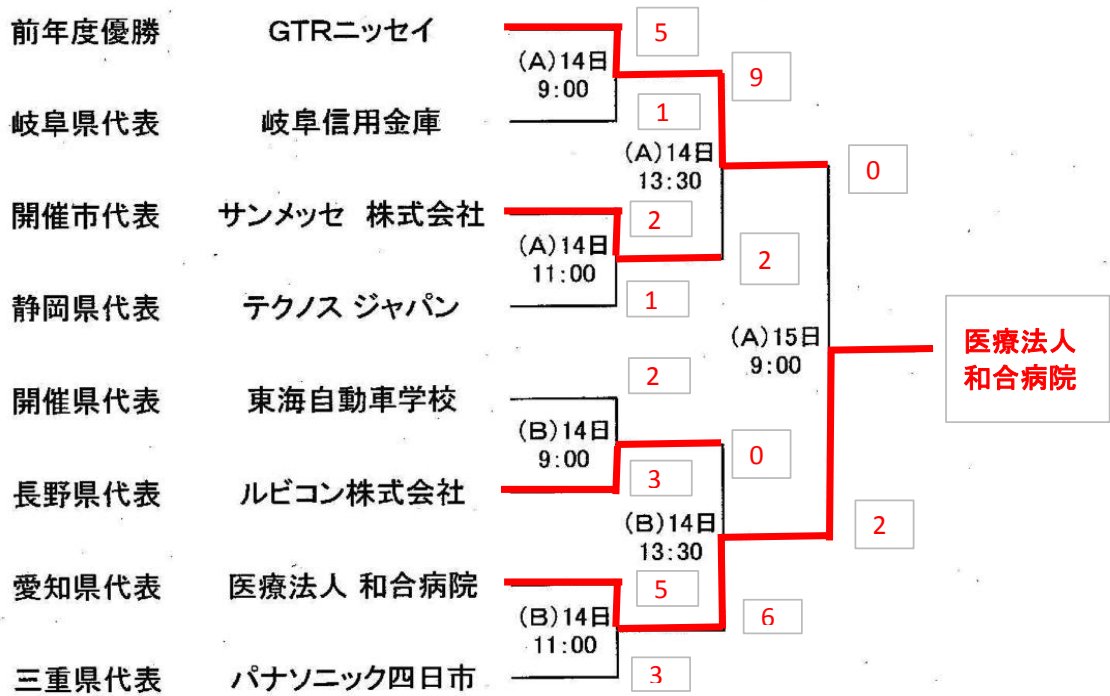 前年度優勝 GTRニッセイ 5
(A)14日
9:00
9
岐阜県代表 岐阜信用金庫 1
(A)14日
13:30
0
開催市代表 サンメッセ 株式会社 2
(A)14日
11:00
2
静岡県代表 テクノス ジャパン 1
(A)15日
9:00
医療法人
和合病院
開催県代表 東海自動車学校 2
(B)14日
9:00
0
長野県代表 ルビコン株式会社 3
(B)14日
13:30
2
愛知県代表 医療法人 和合病院 5
(B)14日
11:00
6
三重県代表 パナソニック四日市 3